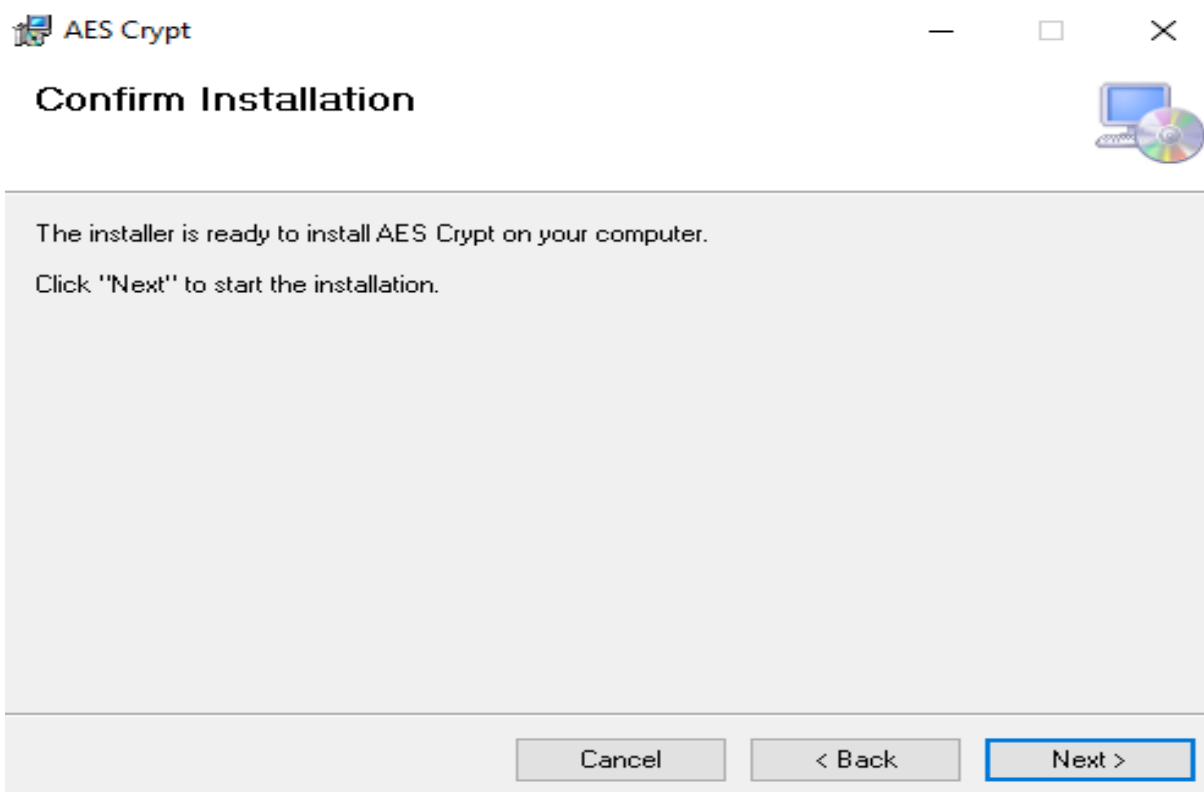 AES Crypt
Confirm Installation
The installer is ready to install AES Crypt on your computer.
Click "Next" to start the installation.
Cancel
< Back
Next >